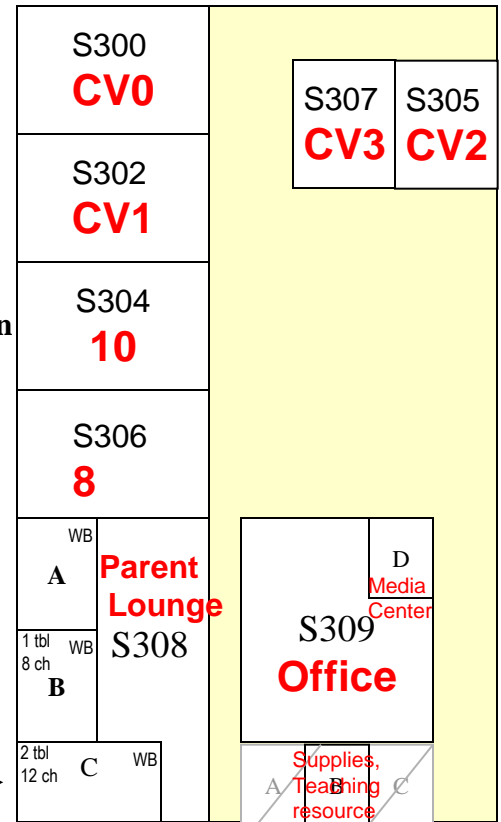 S300
CV0
S307
CV3
S305
CV2
S302
CV1
n
S304
10
S306
8
WB
A
Parent
Lounge
S308
1 tbl
8 ch
WB
B
2 tbl
12 ch
C
WB
D
Media
Center
S309
Office
Supplies,
Teaching
resource
A
B
C